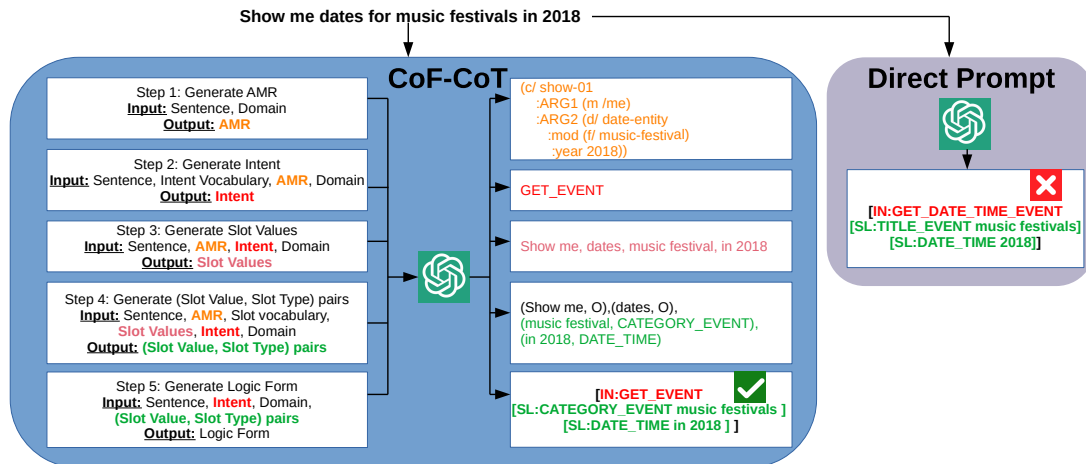 Show me dates for music festivals in 2018
CoF-CoT
Step 1: Generate AMR
Input: Sentence, Domain
Output: AMR
Step 2: Generate Intent
Input: Sentence, Intent Vocabulary, AMR, Domain
Output: Intent
Step 3: Generate Slot Values
Input: Sentence, AMR, Intent, Domain
Output: Slot Values
Step 4: Generate (Slot Value, Slot Type) pairs
Input: Sentence, AMR, Slot vocabulary,
Slot Values, Intent, Domain
Output: (Slot Value, Slot Type) pairs
Step 5: Generate Logic Form
Input: Sentence, Intent, Domain,
(Slot Value, Slot Type) pairs
Output: Logic Form
(c/ show-01
:ARG1 (m /me)
:ARG2 (d/ date-entity
:mod (f/ music-festival)
:year 2018))
GET_EVENT
Show me, dates, music festival, in 2018
(Show me, O),(dates, O),
(music festival, CATEGORY_EVENT),
(in 2018, DATE_TIME)
[IN:GET_EVENT
[SL:CATEGORY_EVENT music festivals ]
[SL:DATE_TIME in 2018 ] ]
Direct Prompt
[IN:GET_DATE_TIME_EVENT
[SL:TITLE_EVENT music festivals]
[SL:DATE_TIME 2018]]